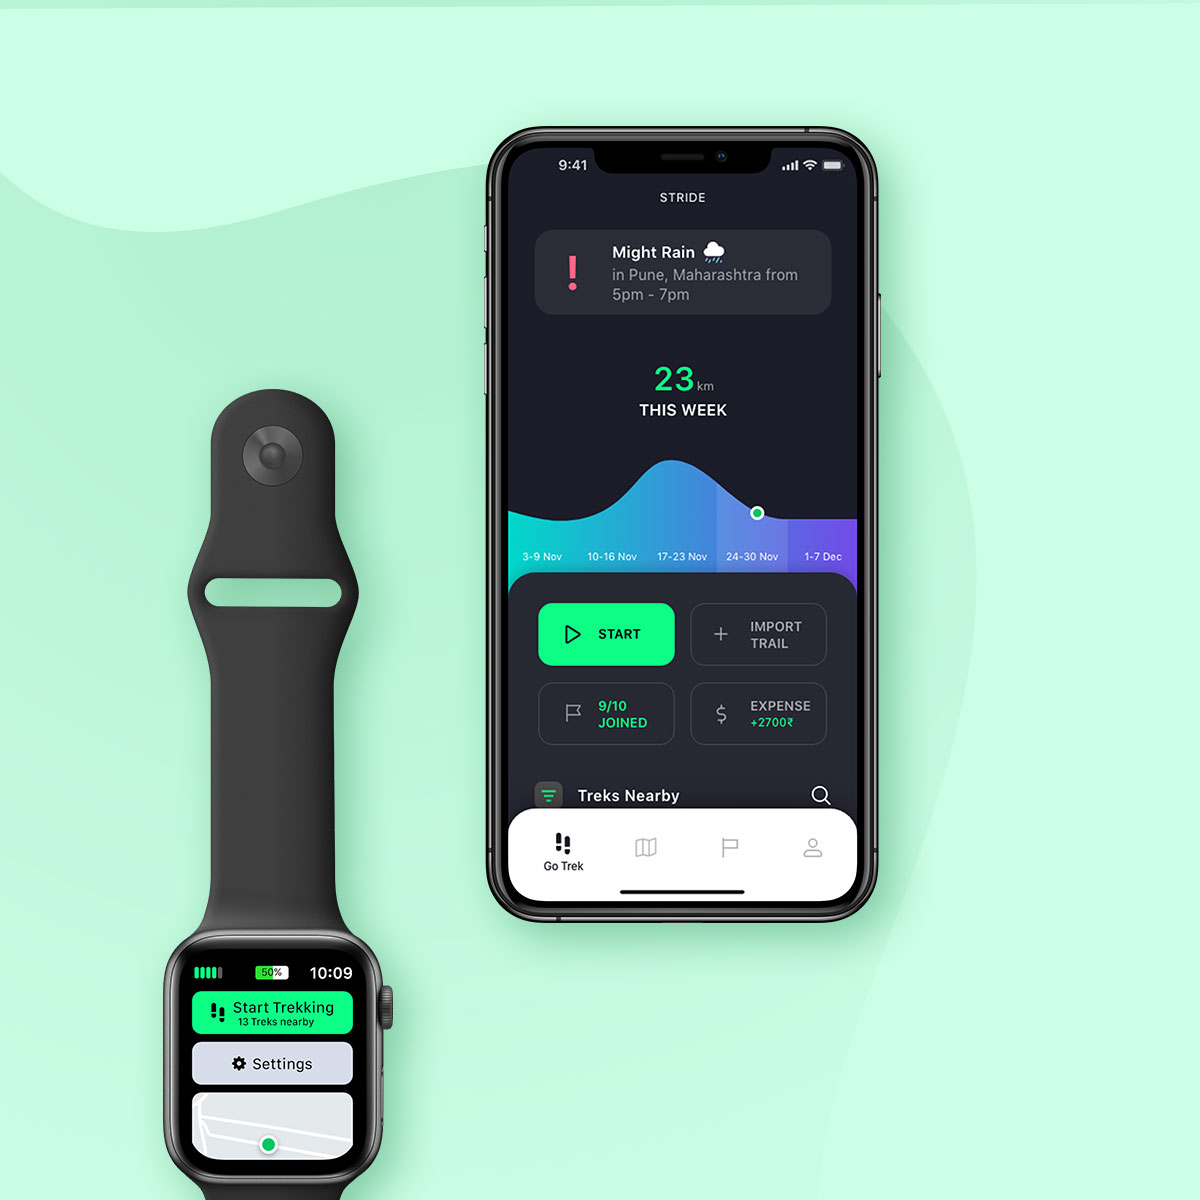 9:41
STRIDE
Might Rain
in Pune, Maharashtra from
5pm - 7pm
23 km
THIS WEEK
3-9 Nov 10-16 Nov 17-23 Nov 24-30 Nov 1-7 Dec
START
IMPORT
TRAIL
9/10
JOINED
EXPENSE
+2700₹
Treks Nearby
Go Trek
50% 10:09
Start Trekking
13 Treks nearby
Settings